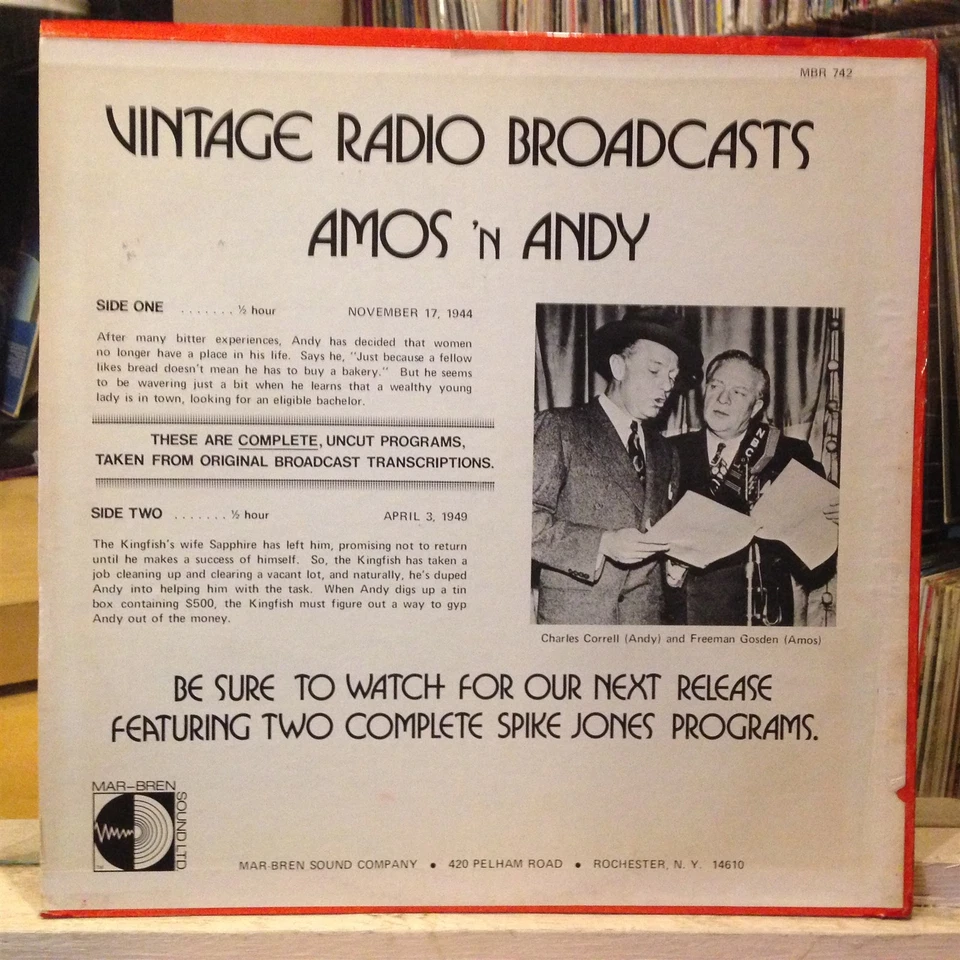 MBR 742
VINTAGE RADIO BROADCASTS
AMOS 'N ANDY
SIDE ONE ....... ½ hour NOVEMBER 17, 1944
After many bitter experiences, Andy has decided that women
no longer have a place in his life. Says he, "Just because a fellow
likes bread doesn't mean he has to buy a bakery." But he seems
to be wavering just a bit when he learns that a wealthy young
lady is in town, looking for an eligible bachelor.
THESE ARE COMPLETE, UNCUT PROGRAMS,
TAKEN FROM ORIGINAL BROADCAST TRANSCRIPTIONS.
SIDE TWO ....... ½ hour APRIL 3, 1949
The Kingfish's wife Sapphire has left him, promising not to return
until he makes a success of himself. So, the Kingfish has taken a
job cleaning up and clearing a vacant lot, and naturally, he's duped
Andy into helping him with the task. When Andy digs up a tin
box containing $500, the Kingfish must figure out a way to gyp
Andy out of the money.
NBC
Charles Correll (Andy) and Freeman Gosden (Amos)
BE SURE TO WATCH FOR OUR NEXT RELEASE
FEATURING TWO COMPLETE SPIKE JONES PROGRAMS.
MAR-BREN
SOUND LTD
MAR-BREN SOUND COMPANY • 420 PELHAM ROAD • ROCHESTER, N. Y. 14610